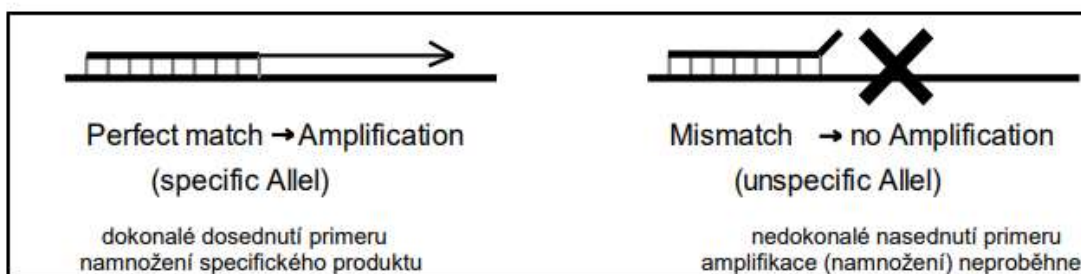 Perfect match → Amplification
(specific Allel)
dokonalé dosednutí primeru
namnožení specifického produktu
Mismatch → no Amplification
(unspecific Allel)
nedokonalé nasednutí primeru
amplifikace (namnožení) neproběhne